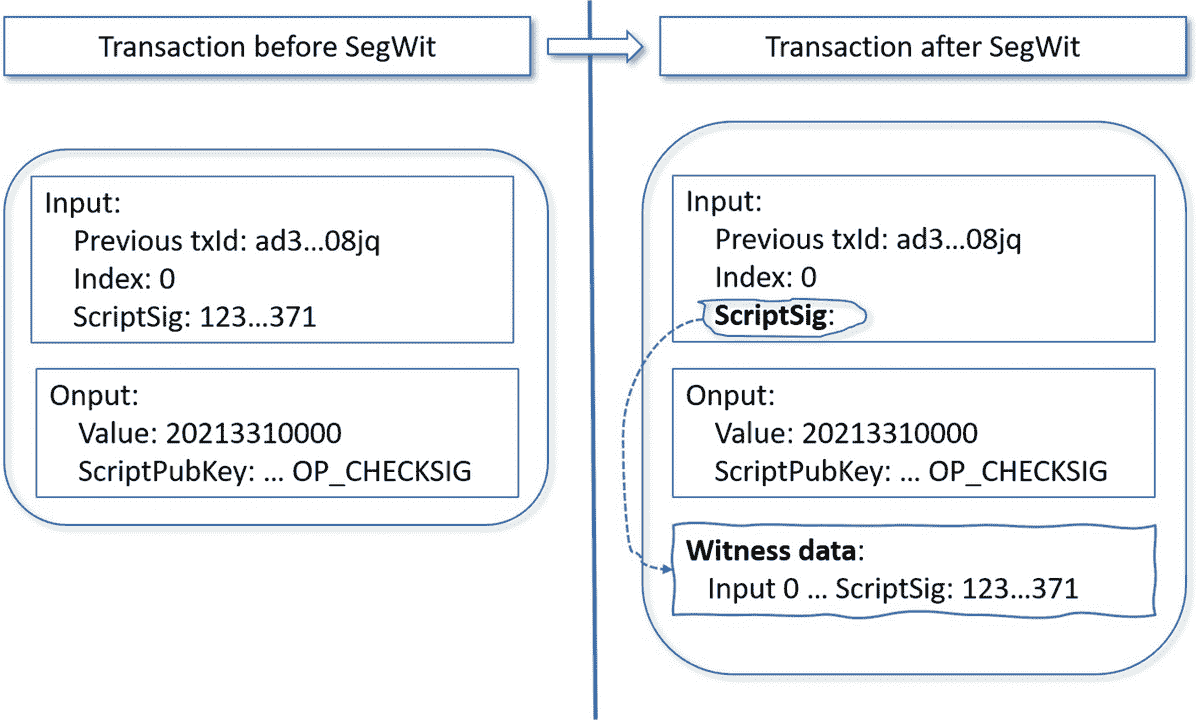 Transaction before SegWit
Transaction after SegWit
Input:
Previous txId: ad3...08jq
Index: 0
ScriptSig: 123...371
Onput:
Value: 20213310000
ScriptPubKey: ... OP_CHECKSIG
Input:
Previous txId: ad3...08jq
Index: 0
ScriptSig:
Onput:
Value: 20213310000
ScriptPubKey: ... OP_CHECKSIG
Witness data:
Input 0 ... ScriptSig: 123...371